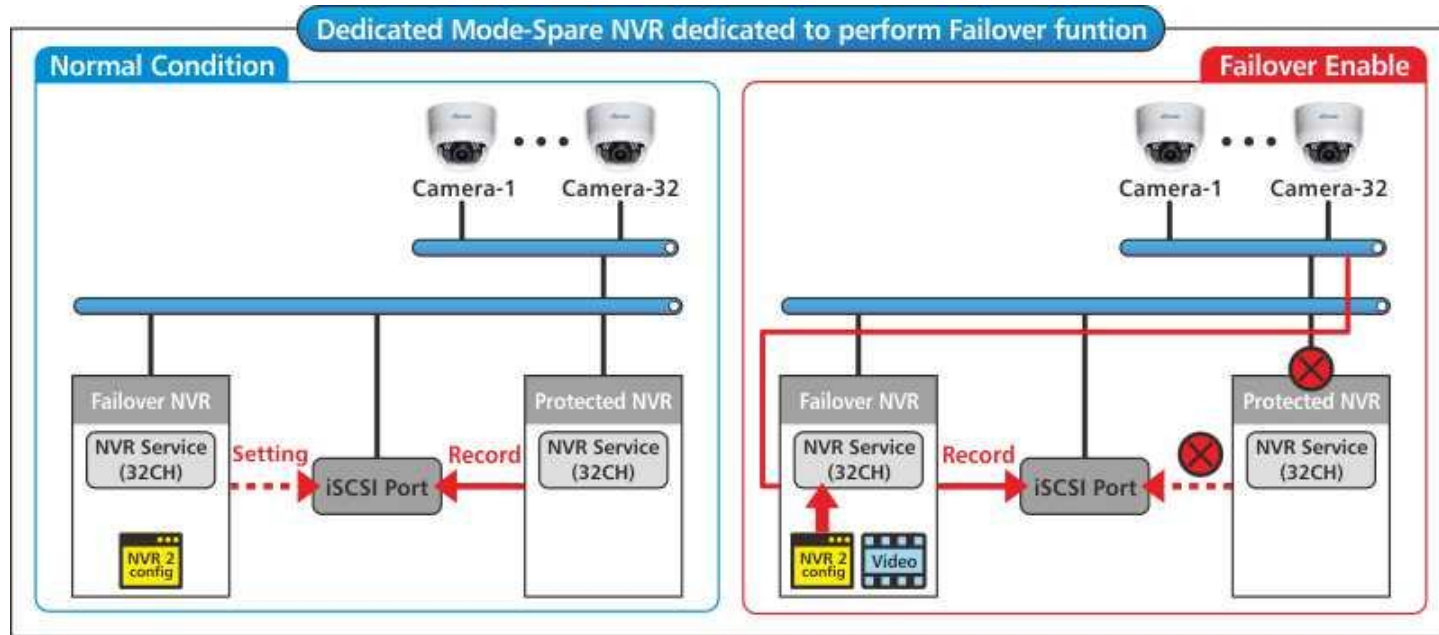 Dedicated Mode-Spare NVR dedicated to perform Failover funtion
Normal Condition
Camera-1
Camera-32
Failover NVR
NVR Service
(32CH)
Setting
iSCSI Port
Record
Protected NVR
NVR Service
(32CH)
NVR 2
config
Failover Enable
Camera-1
Camera-32
Failover NVR
NVR Service
(32CH)
Record
iSCSI Port
Protected NVR
NVR Service
(32CH)
NVR 2
config
Video